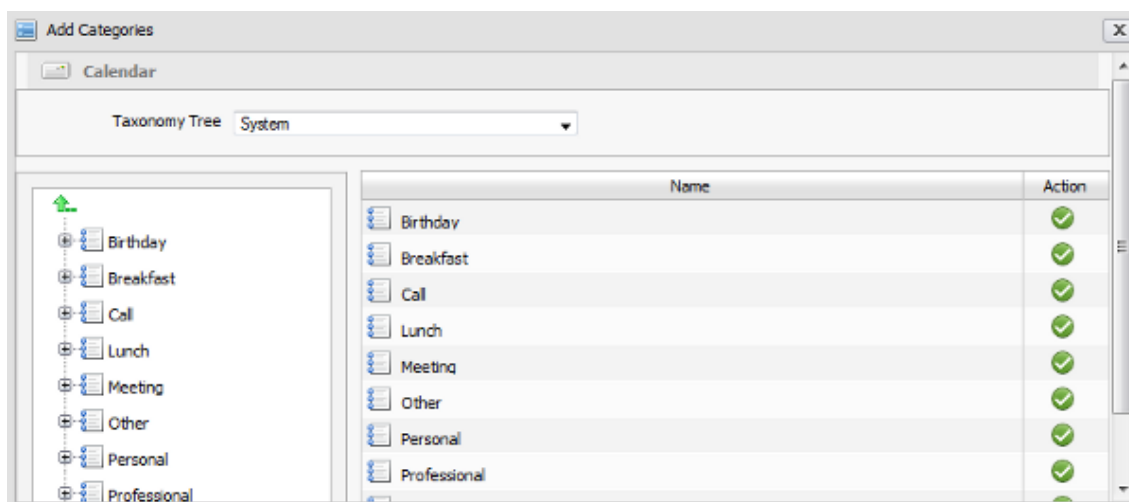 Add Categories
X
Calendar
Taxonomy Tree System
Name Action
Birthday
Breakfast
Call
Lunch
Meeting
Other
Personal
Professional
Birthday
Breakfast
Call
Lunch
Meeting
Other
Personal
Professional